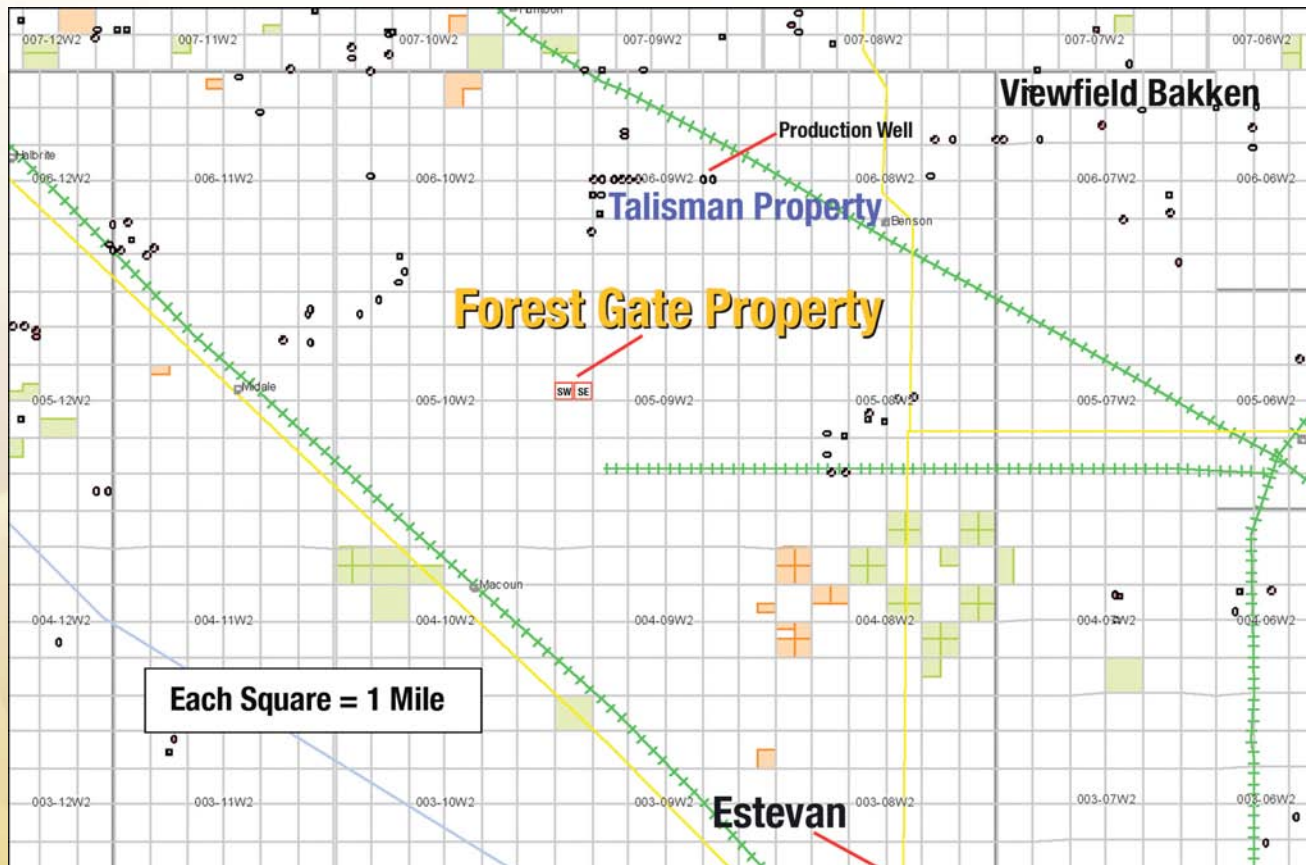 007-12W2 007-11W2 007-10W2 007-09W2 007-08W2 007-07W2 007-06W2
Viewfield Bakken
Production Well
Halbrite
006-12W2 006-11W2 006-10W2 006-09W2 006-08W2 006-07W2 006-06W2
Talisman Property
Benson
Forest Gate Property
Midale
SW SE
005-12W2 005-10W2 005-09W2 005-08W2 005-07W2 005-06W2
Macoun
004-12W2 004-11W2 004-10W2 004-09W2 004-08W2 004-07W2 004-06W2
Each Square = 1 Mile
003-12W2 003-11W2 003-10W2 003-09W2 003-08W2 003-07W2 003-06W2
Estevan